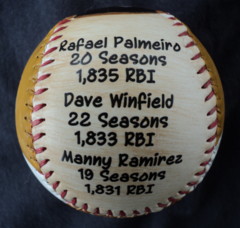 Rafael Palmeiro
20 Seasons
1,835 RBI
Dave Winfield
22 Seasons
1,833 RBI
Manny Ramirez
19 Seasons
1,831 RBI